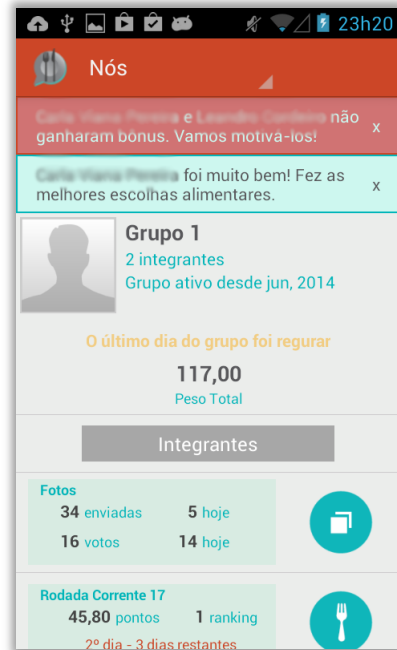 23h20
Nós
e não
ganharam bônus. Vamos motivá-los!
x
foi muito bem! Fez as
melhores escolhas alimentares.
x
Grupo 1
2 integrantes
Grupo ativo desde jun, 2014
O último dia do grupo foi regurar
117,00
Peso Total
Integrantes
Fotos
34 enviadas 5 hoje
16 votos 14 hoje
Rodada Corrente 17
45,80 pontos 1 ranking
2º dia - 3 dias restantes